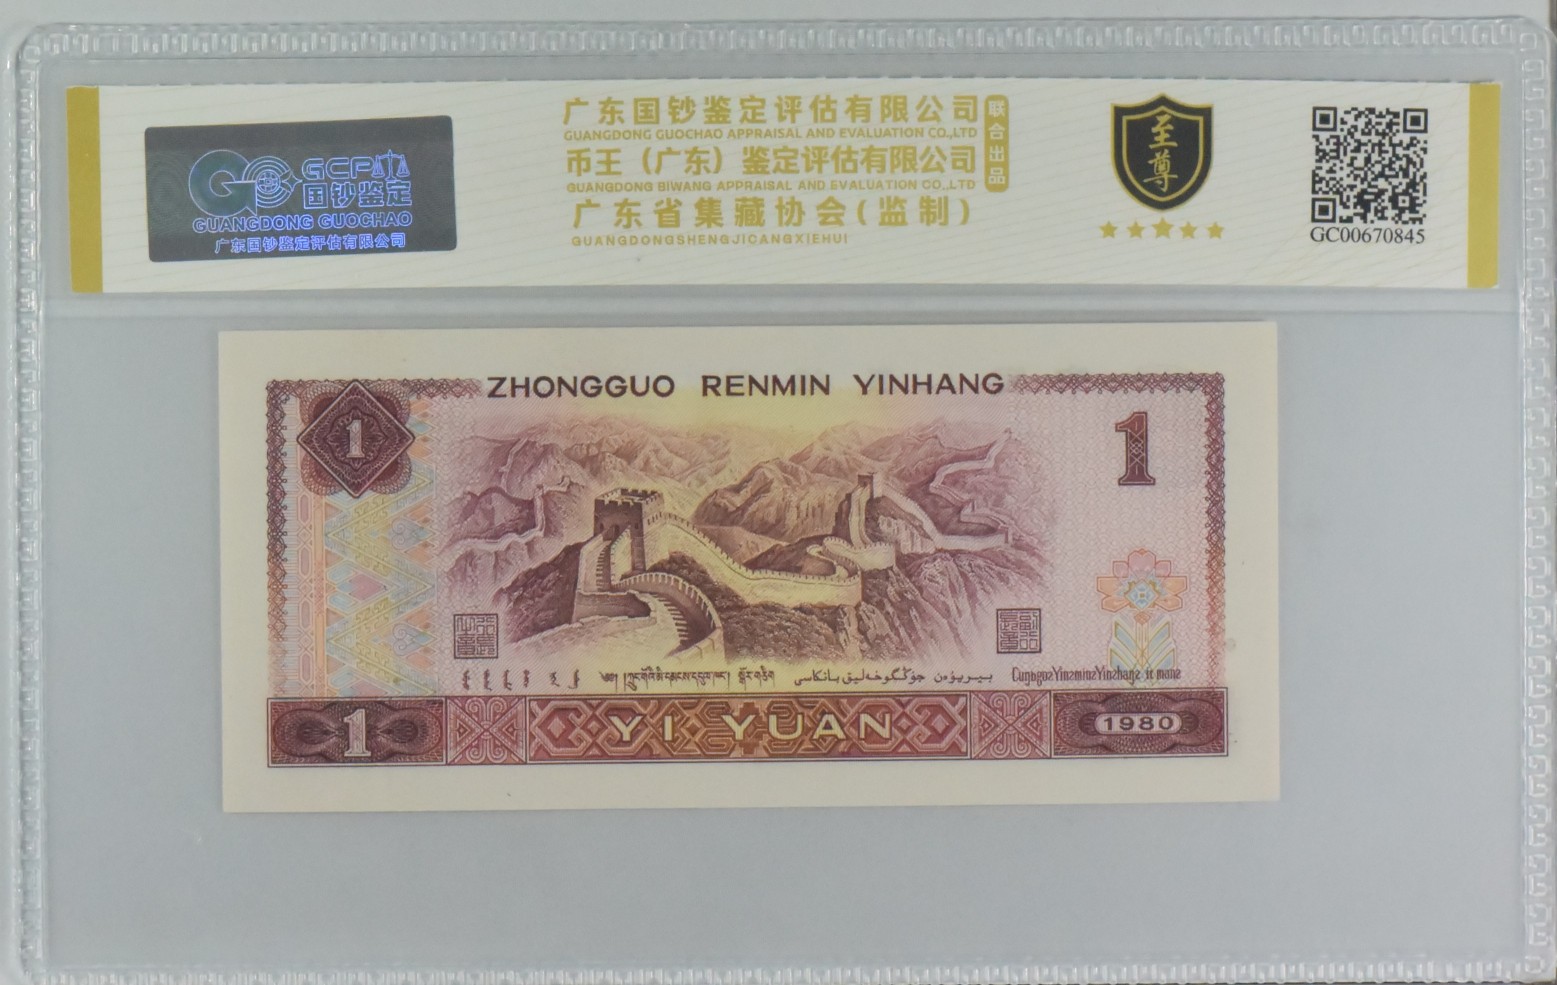 GCP
国钞鉴定
GUANGDONG GUOCHAO
广东国钞鉴定评估有限公司
广东国钞鉴定评估有限公司
GUANGDONG GUOCHAO APPRAISAL AND EVALUATION CO.,LTD
币王（广东）鉴定评估有限公司
GUANGDONG BIWANG APPRAISAL AND EVALUATION CO.,LTD
广东省集藏协会(监制)
GUANGDONGSHENGJICANGXIEHUI
联合出品
至尊
GC00670845
ZHONGGUO RENMIN YINHANG
1
1
1
YI YUAN
1980